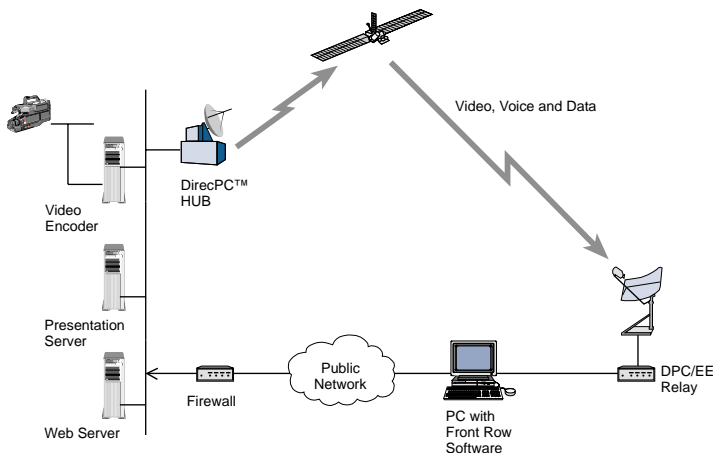 Video, Voice and Data
DirecPC™
HUB
Video
Encoder
Presentation
Server
Public
Network
DPC/EE
Relay
Firewall
PC with
Front Row
Software
Web Server